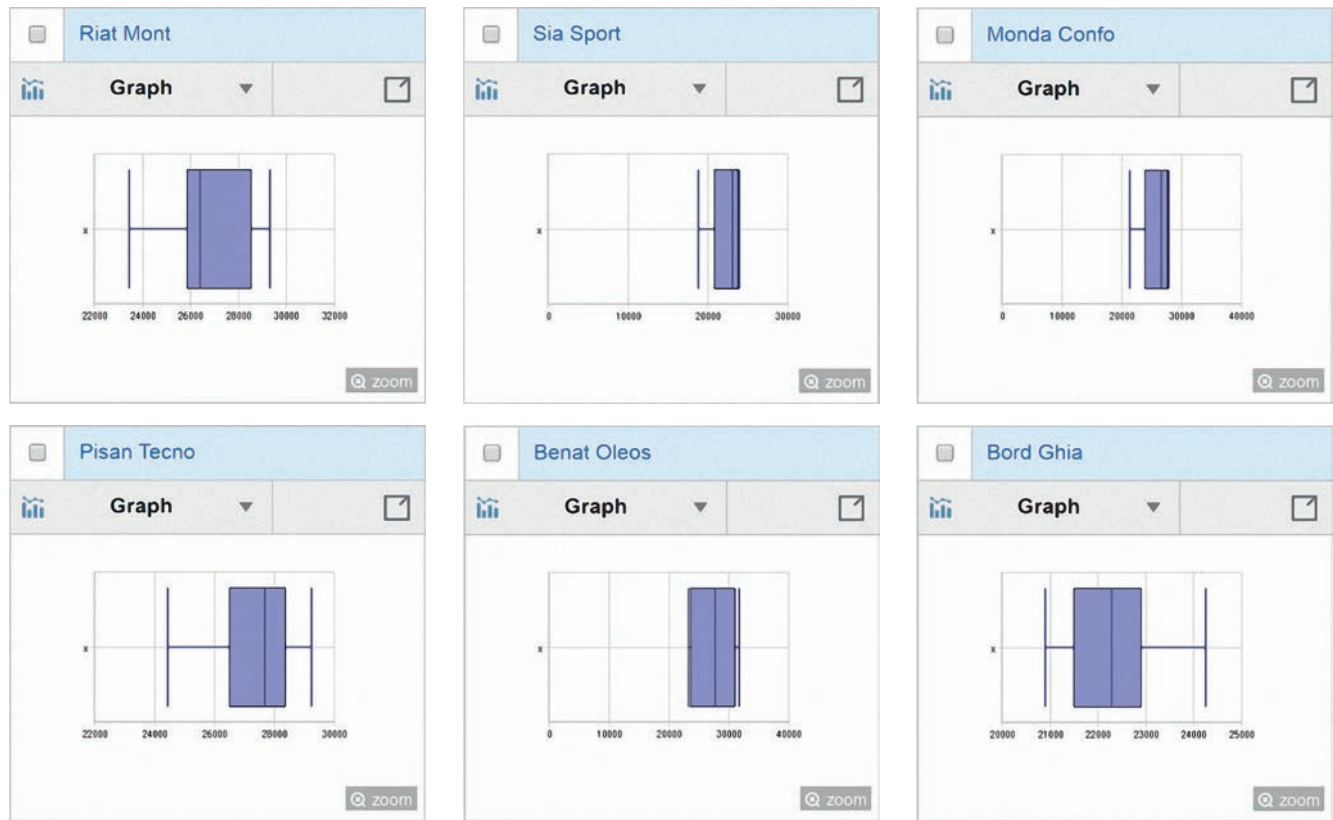 Riat Mont
Graph
x
22000 24000 26000 28000 30000 32000
zoom
Sia Sport
Graph
x
0 10000 20000 30000
zoom
Monda Confo
Graph
x
0 10000 20000 30000 40000
zoom
Pisan Tecno
Graph
x
22000 24000 26000 28000 30000
zoom
Benat Oleos
Graph
x
0 10000 20000 30000 40000
zoom
Bord Ghia
Graph
x
20000 21000 22000 23000 24000 25000
zoom